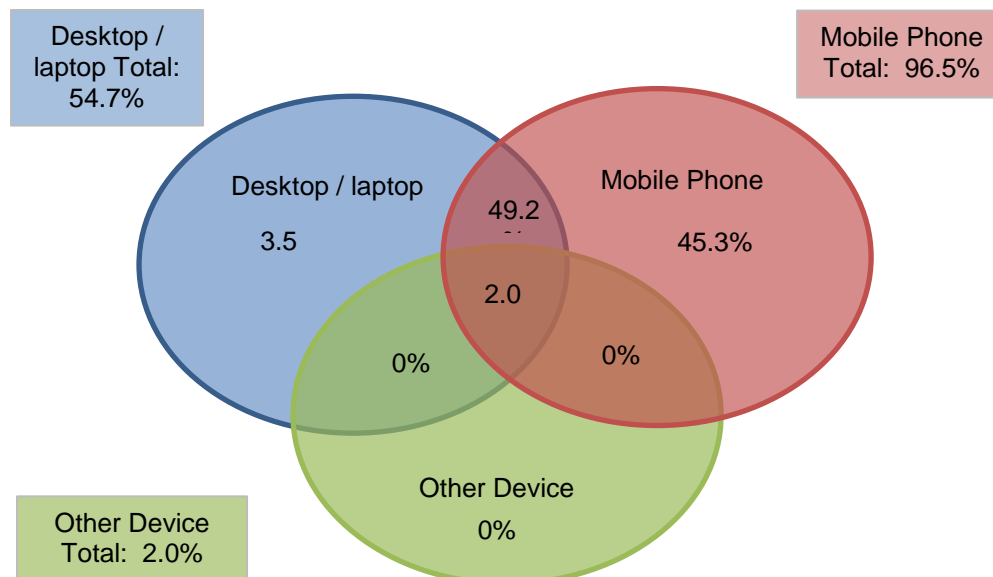 Desktop /
laptop Total:
54.7%
Mobile Phone
Total: 96.5%
Desktop / laptop
3.5
49.2
Mobile Phone
45.3%
2.0
0%
0%
Other Device
0%
Other Device
Total: 2.0%